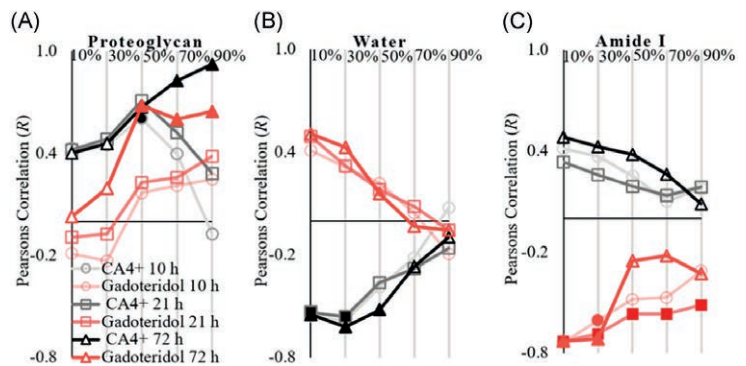 (A)
Proteoglycan
10% 30% 50% 70% 90%
1.0
0.4
-0.2
-0.8
Pearsons Correlation (R)
CA4+ 10 h
Gadoteridol 10 h
CA4+ 21 h
Gadoteridol 21 h
CA4+ 72 h
Gadoteridol 72 h
(B)
Water
10% 30% 50% 70% 90%
1.0
0.4
-0.2
-0.8
Pearsons Correlation (R)
(C)
Amide I
10% 30% 50% 70% 90%
1.0
0.4
-0.2
-0.8
Pearsons Correlation (R)